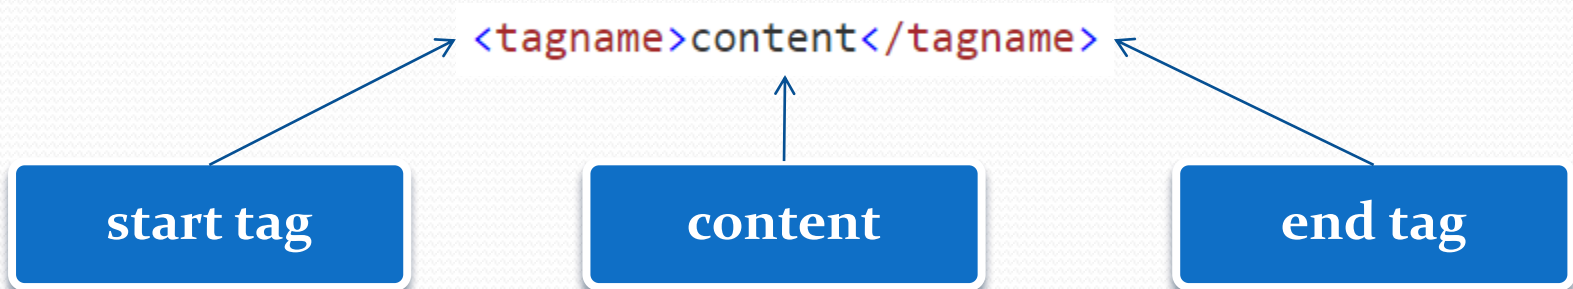 <tagname>content</tagname>
start tag
content
end tag